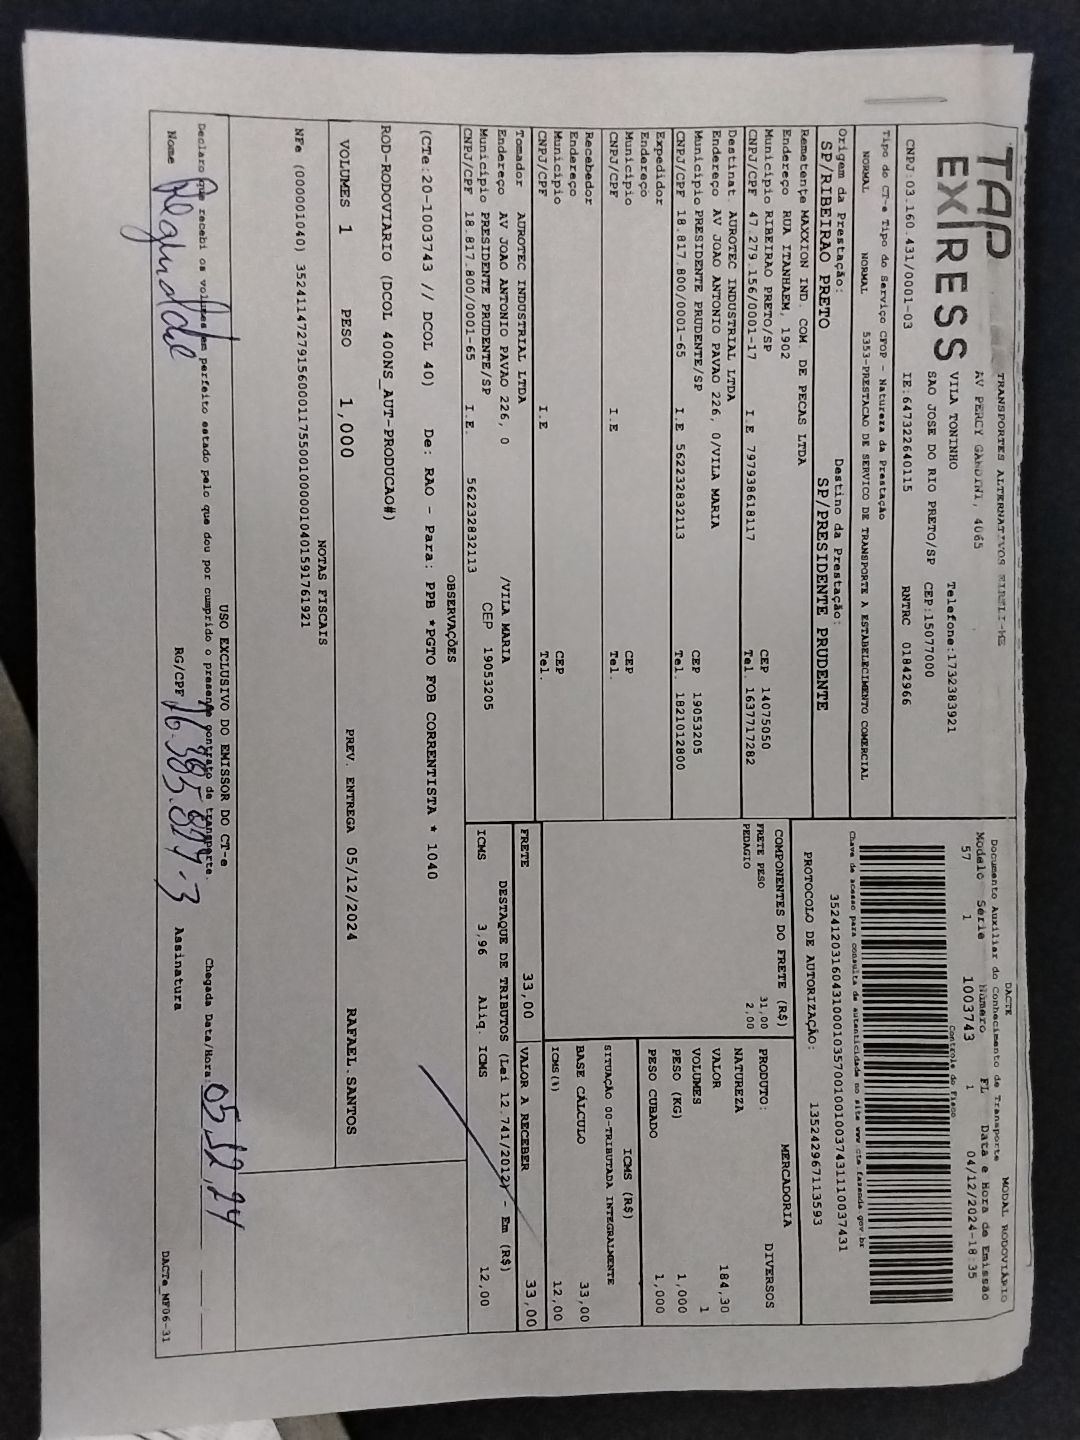 TAP EXPRESS
TRANSPORTES ALTERNATIVOS EIRELI-ME
AV PERCY GANDINI, 4065
VILA TONINHO Telefone:1732383921
SAO JOSE DO RIO PRETO/SP CEP:15077000
CNPJ:03.160.431/0001-03 IE:647322640115 RNTRC 01842966
Tipo do CT-e Tipo do Serviço CFOP - Natureza da Prestação
NORMAL NORMAL 5353-PRESTACAO DE SERVICO DE TRANSPORTE A ESTABELECIMENTO COMERCIAL
Origem da Prestação: Destino da Prestação:
SP/RIBEIRAO PRETO SP/PRESIDENTE PRUDENTE
Remetente MAXXION IND. COM. DE PECAS LTDA
Endereço RUA ITANHAEM, 1902
Município RIBEIRAO PRETO/SP CEP 14075050
CNPJ/CPF 47.279.156/0001-17 I.E 797938618117 Tel. 1637717282
Destinat. AUROTEC INDUSTRIAL LTDA
Endereço AV JOAO ANTONIO PAVAO 226, 0/VILA MARIA
Município PRESIDENTE PRUDENTE/SP CEP 19053205
CNPJ/CPF 18.817.800/0001-65 I.E 562232832113 Tel. 1821012800
Expedidor
Endereço
Município CEP
CNPJ/CPF I.E Tel.
Recebedor
Endereço
Município CEP
CNPJ/CPF I.E Tel.
Tomador AUROTEC INDUSTRIAL LTDA
Endereço AV JOAO ANTONIO PAVAO 226, 0 /VILA MARIA
Município PRESIDENTE PRUDENTE/SP CEP 19053205
CNPJ/CPF 18.817.800/0001-65 I.E. 562232832113
DACTE MODAL RODOVIÁRIO
Documento Auxiliar do Conhecimento de Transporte
Modelo Série Número FL Data e Hora de Emissão
57 1 1003743 1 04/12/2024-18:35
Controle do Fisco
35241203160431000103570010010037431110037431
Chave de acesso para consulta de autenticidade no site www.cte.fazenda.gov.br
PROTOCOLO DE AUTORIZAÇÃO: 135242967113593
COMPONENTES DO FRETE (R$)
FRETE PESO 31,00
PEDAGIO 2,00
MERCADORIA
PRODUTO: DIVERSOS
NATUREZA
VALOR 184,30
VOLUMES 1
PESO (KG) 1,000
PESO CUBADO 1,000
ICMS (R$)
SITUAÇÃO 00-TRIBUTADA INTEGRALMENTE
BASE CÁLCULO 33,00
ICMS(%) 12,00
FRETE 33,00 VALOR A RECEBER 33,00
DESTAQUE DE TRIBUTOS (Lei 12.741/2012) - Em (R$)
ICMS 3,96 Aliq. ICMS 12,00
OBSERVAÇÕES
(CTe:20-1003743 // DCOL 40) De: RAO - Para: PPB *PGTO FOB CORRENTISTA * 1040
ROD-RODOVIARIO (DCOL 400NS_AUT-PRODUCAO#)
VOLUMES 1 PESO 1,000 PREV. ENTREGA 05/12/2024 RAFAEL.SANTOS
NOTAS FISCAIS
NFe (000001040) 35241147279156000117550010000010401591761921
USO EXCLUSIVO DO EMISSOR DO CT-e
Declaro que recebi os volumes em perfeito estado pelo que dou por cumprido o presente contrato de transporte. Chegada Data/Hora: 05,12,24
Nome RG/CPF Assinatura
DACTe_MF06-31